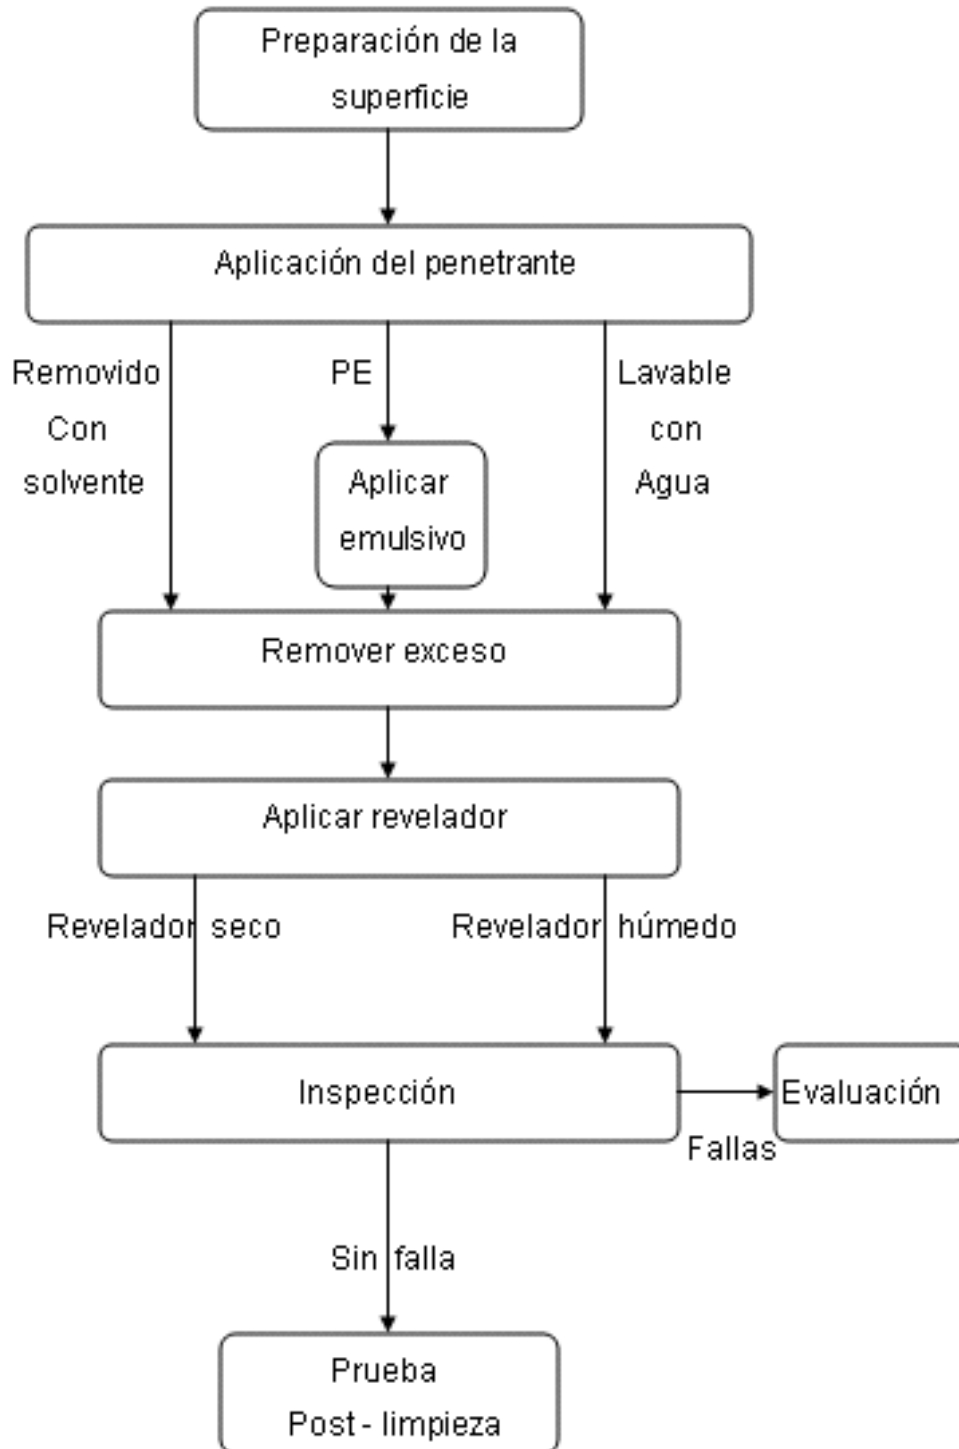 Preparación de la
superficie
Aplicación del penetrante
Removido
Con
solvente
PE
Lavable
con
Agua
Aplicar
emulsivo
Remover exceso
Aplicar revelador
Revelador seco
Revelador húmedo
Inspección
Evaluación
Fallas
Sin falla
Prueba
Post - limpieza